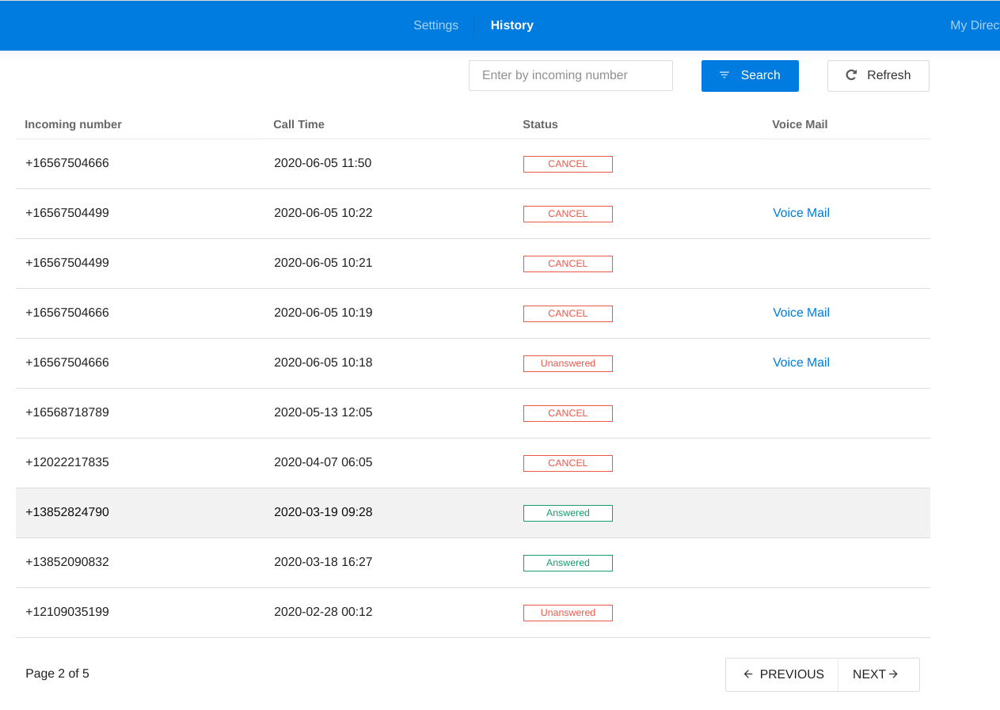 Settings History My Direc
Enter by incoming number Search Refresh
Incoming number Call Time Status Voice Mail
+16567504666 2020-06-05 11:50 CANCEL
+16567504499 2020-06-05 10:22 CANCEL Voice Mail
+16567504499 2020-06-05 10:21 CANCEL
+16567504666 2020-06-05 10:19 CANCEL Voice Mail
+16567504666 2020-06-05 10:18 Unanswered Voice Mail
+16568718789 2020-05-13 12:05 CANCEL
+12022217835 2020-04-07 06:05 CANCEL
+13852824790 2020-03-19 09:28 Answered
+13852090832 2020-03-18 16:27 Answered
+12109035199 2020-02-28 00:12 Unanswered
Page 2 of 5 PREVIOUS NEXT